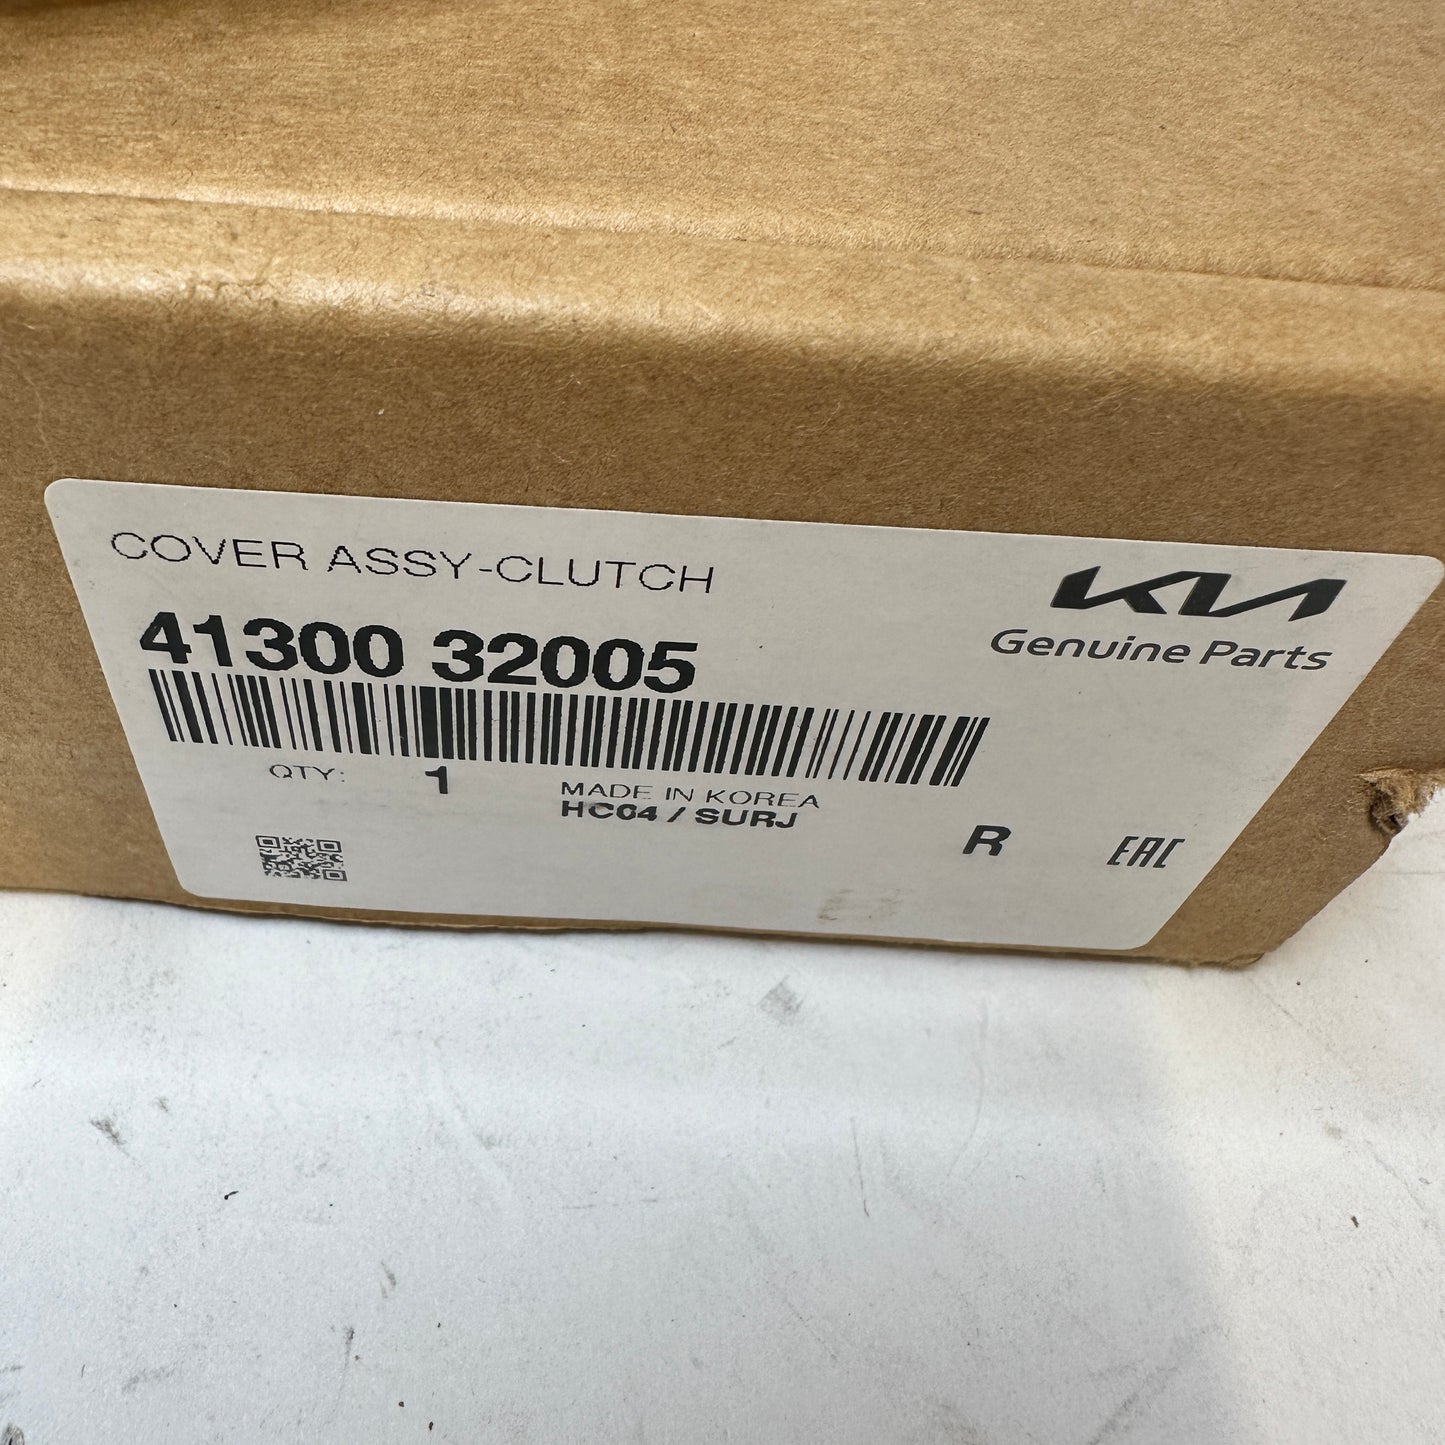 COVER ASSY-CLUTCH
KIA
Genuine Parts
41300 32005
QTY: 1
MADE IN KOREA
HC04 / SURJ
R
EAC